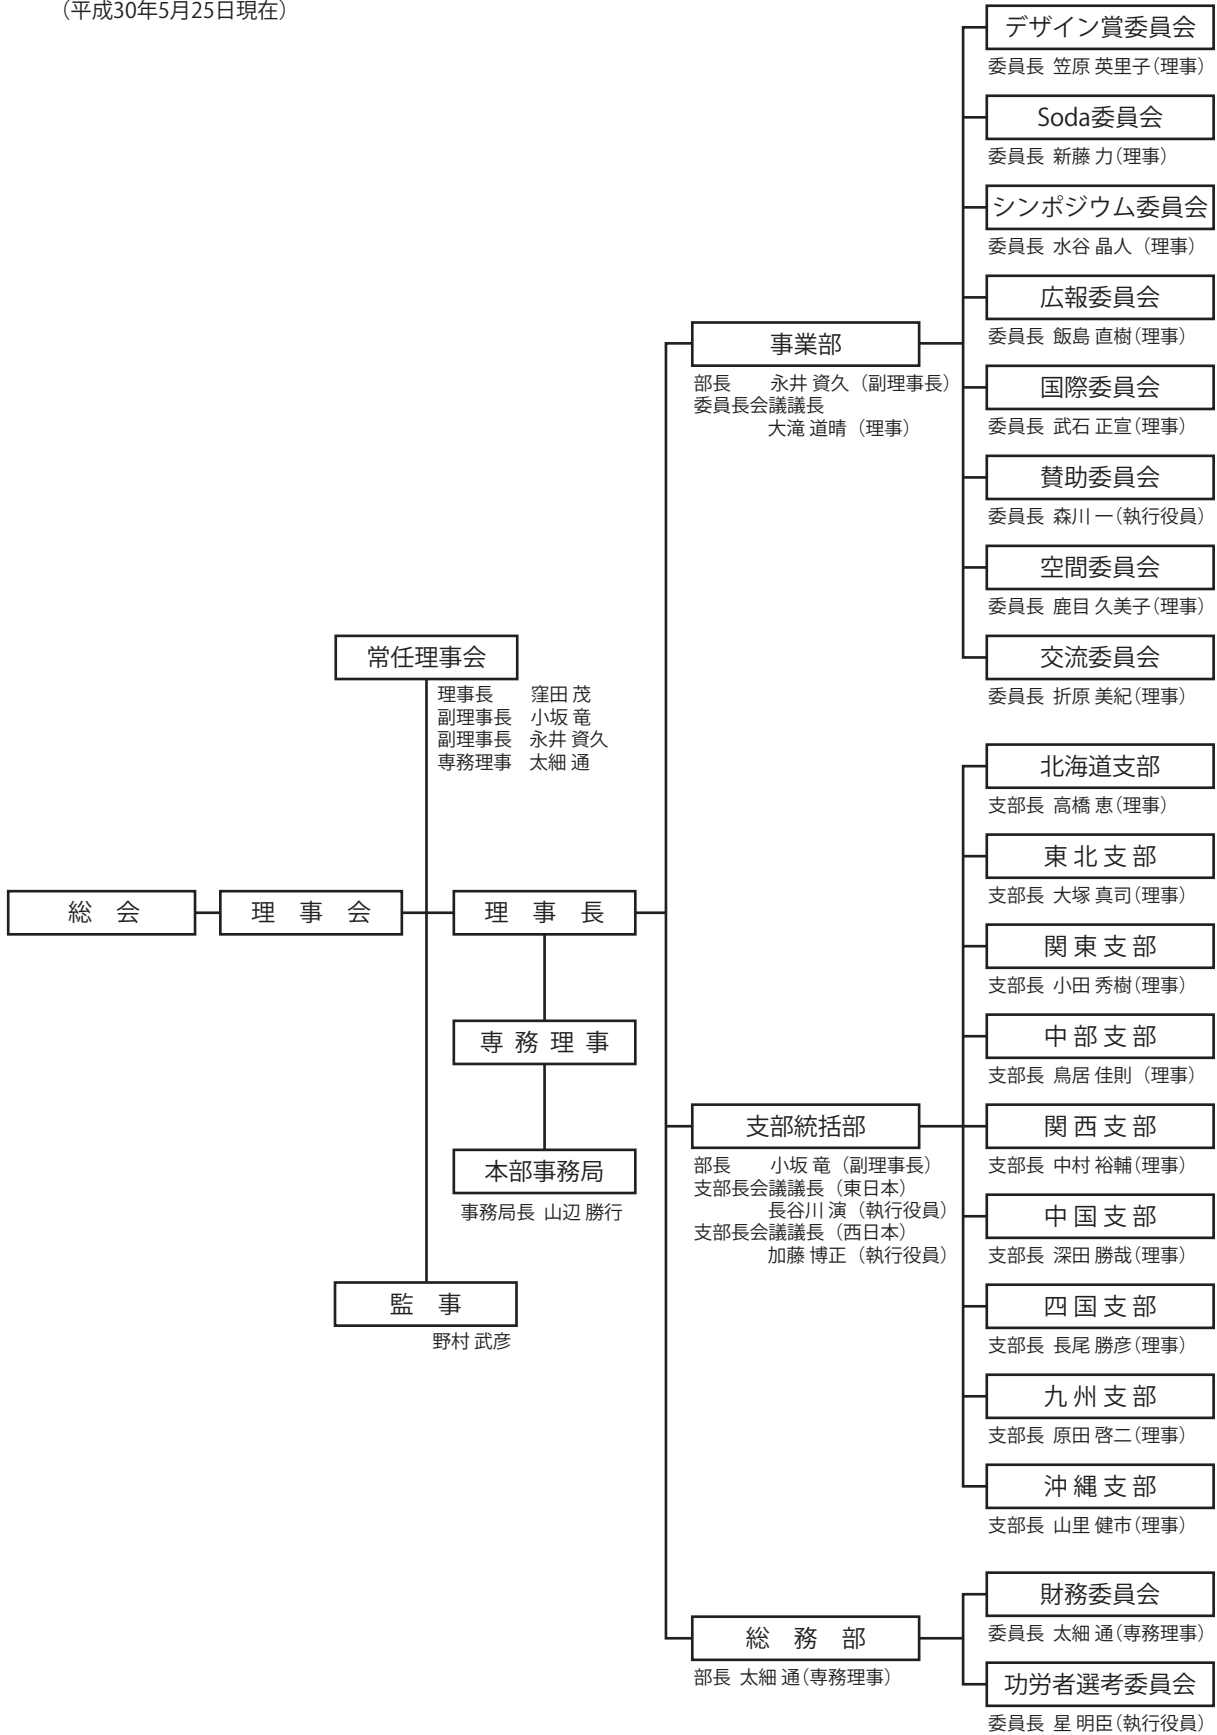 （平成30年5月25日現在）
デザイン賞委員会
委員長 笠原 英里子（理事）
Soda委員会
委員長 新藤 力（理事）
シンポジウム委員会
委員長 水谷 晶人（理事）
広報委員会
委員長 飯島 直樹（理事）
国際委員会
委員長 武石 正宣（理事）
賛助委員会
委員長 森川 一（執行役員）
空間委員会
委員長 鹿目 久美子（理事）
交流委員会
委員長 折原 美紀（理事）
事業部
部長 永井 資久（副理事長）
委員長会議議長
大滝 道晴（理事）
常任理事会
理事長 窪田 茂
副理事長 小坂 竜
副理事長 永井 資久
専務理事 太細 通
総 会
理 事 会
理 事 長
専 務 理 事
本部事務局
事務局長 山辺 勝行
監 事
野村 武彦
北海道支部
支部長 高橋 恵（理事）
東 北 支 部
支部長 大塚 真司（理事）
関 東 支 部
支部長 小田 秀樹（理事）
中 部 支 部
支部長 鳥居 佳則（理事）
関 西 支 部
支部長 中村 裕輔（理事）
中 国 支 部
支部長 深田 勝哉（理事）
四 国 支 部
支部長 長尾 勝彦（理事）
九 州 支 部
支部長 原田 啓二（理事）
沖 縄 支 部
支部長 山里 健市（理事）
支部統括部
部長 小坂 竜（副理事長）
支部長会議議長（東日本）
長谷川 演（執行役員）
支部長会議議長（西日本）
加藤 博正（執行役員）
総 務 部
部長 太細 通（専務理事）
財務委員会
委員長 太細 通（専務理事）
功労者選考委員会
委員長 星 明臣（執行役員）